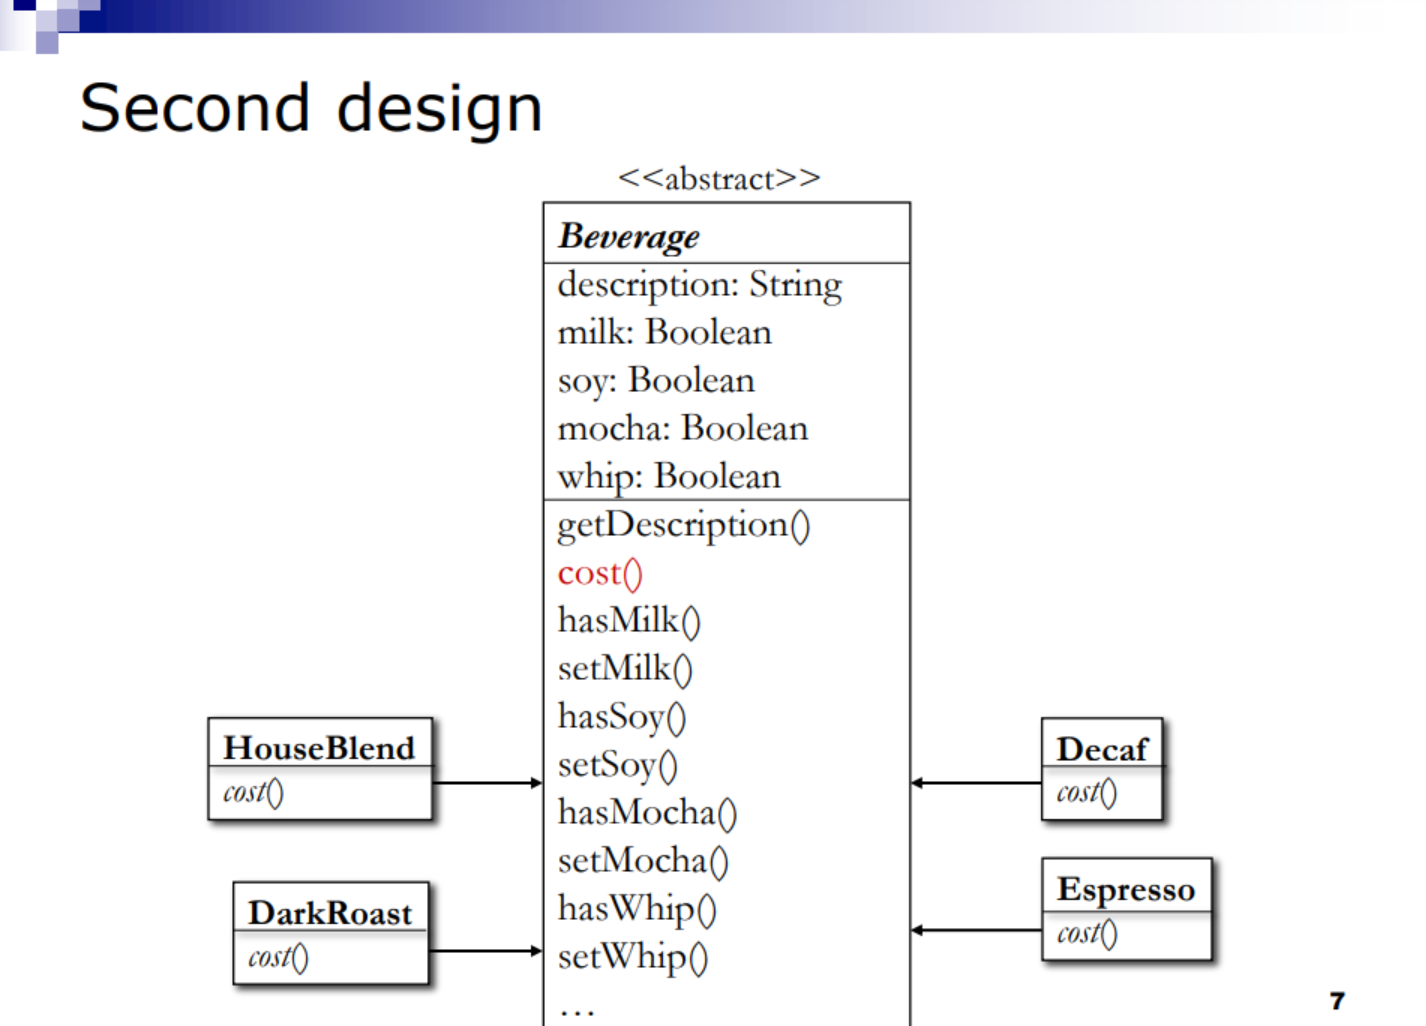 Second design
<<abstract>>
Beverage
description: String
milk: Boolean
soy: Boolean
mocha: Boolean
whip: Boolean
getDescription()
cost()
hasMilk()
setMilk()
hasSoy()
setSoy()
hasMocha()
setMocha()
hasWhip()
setWhip()
...
HouseBlend
cost()
DarkRoast
cost()
Decaf
cost()
Espresso
cost()
7